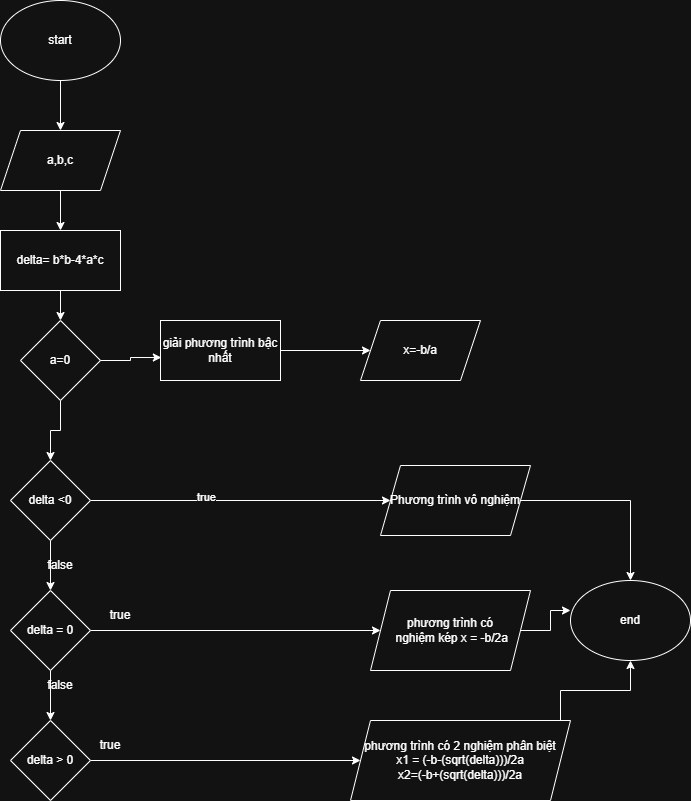 start
a,b,c
delta= b*b-4*a*c
a=0
giải phương trình bậc
nhất
x=-b/a
delta <0
true
Phương trình vô nghiệm
false
delta = 0
true
phương trình có
nghiệm kép x = -b/2a
end
false
delta > 0
true
phương trình có 2 nghiệm phân biệt
x1 = (-b-(sqrt(delta)))/2a
x2=(-b+(sqrt(delta)))/2a